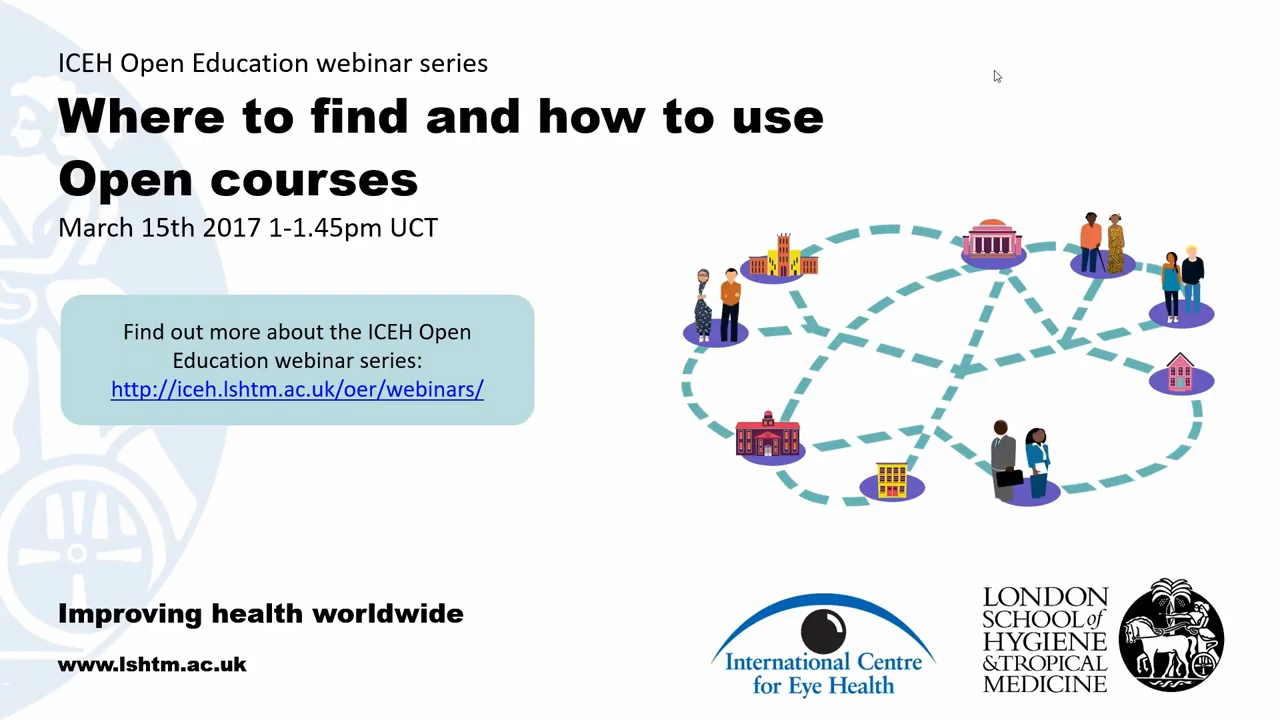 ICEH Open Education webinar series
Where to find and how to use
Open courses
March 15th 2017 1-1.45pm UCT
Find out more about the ICEH Open
Education webinar series:
http://iceh.lshtm.ac.uk/oer/webinars/
Improving health worldwide
www.lshtm.ac.uk
International Centre
for Eye Health
LONDON
SCHOOL of
HYGIENE
& TROPICAL
MEDICINE